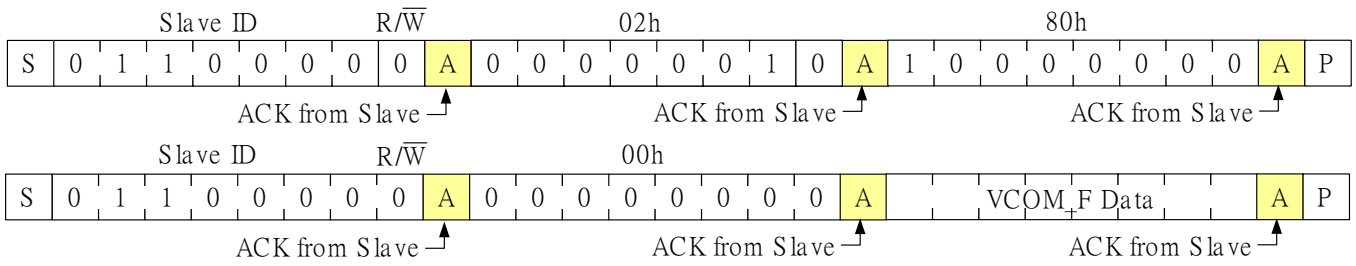 Slave ID R/W 02h 80h
S 0 1 1 0 0 0 0 0 A 0 0 0 0 0 0 1 0 A 1 0 0 0 0 0 0 0 A P
ACK from Slave ACK from Slave ACK from Slave
Slave ID R/W 00h
S 0 1 1 0 0 0 0 0 A 0 0 0 0 0 0 0 0 A VCOM_F Data A P
ACK from Slave ACK from Slave ACK from Slave